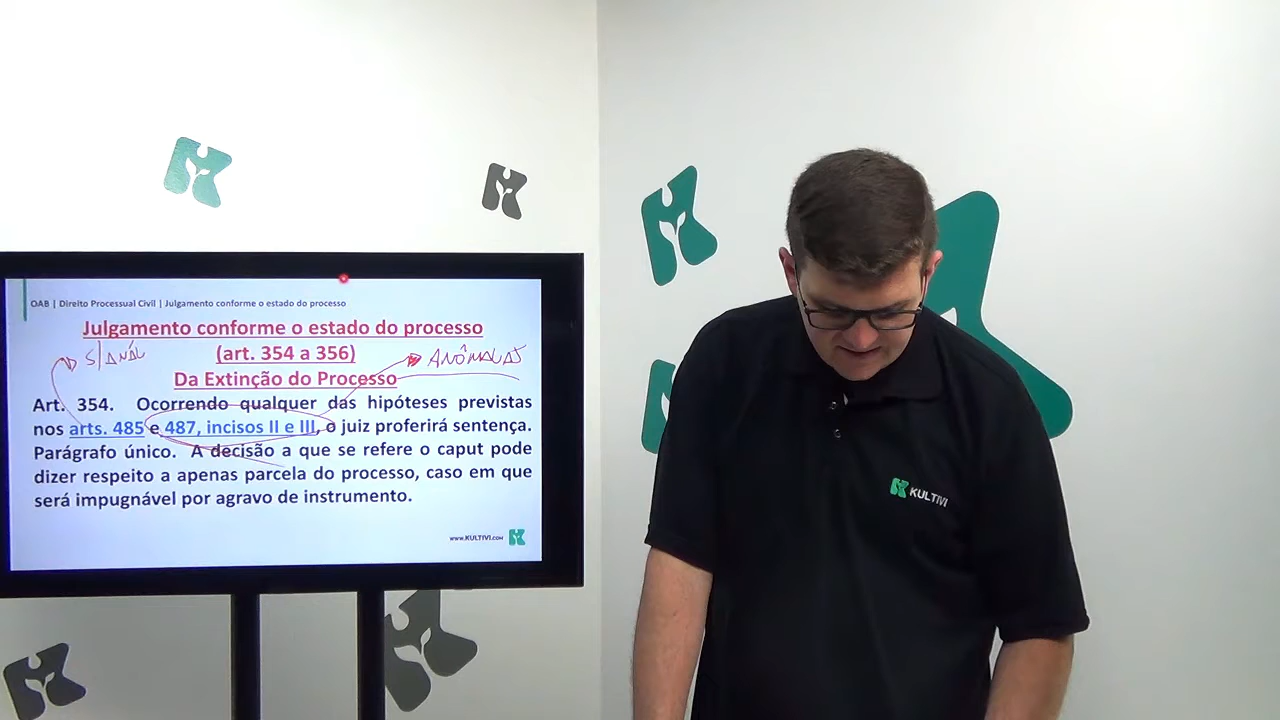 OAB | Direito Processual Civil | Julgamento conforme o estado do processo
Julgamento conforme o estado do processo
(art. 354 a 356)
S/ANÁL
ANÔMALAS
Da Extinção do Processo
Art. 354. Ocorrendo qualquer das hipóteses previstas
nos arts. 485 e 487, incisos II e III, o juiz proferirá sentença.
Parágrafo único. A decisão a que se refere o caput pode
dizer respeito a apenas parcela do processo, caso em que
será impugnável por agravo de instrumento.
www.KULTIVI.COM
KULTIVI